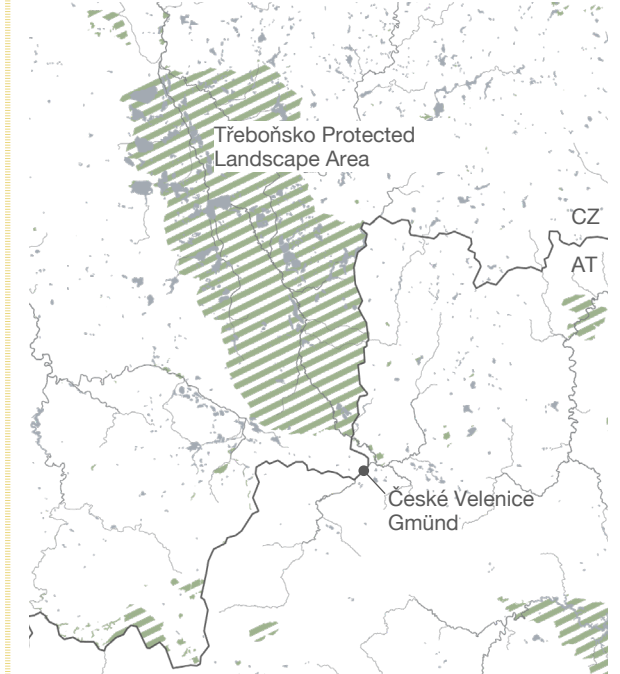 Třeboňsko Protected
Landscape Area
CZ
AT
České Velenice
Gmünd